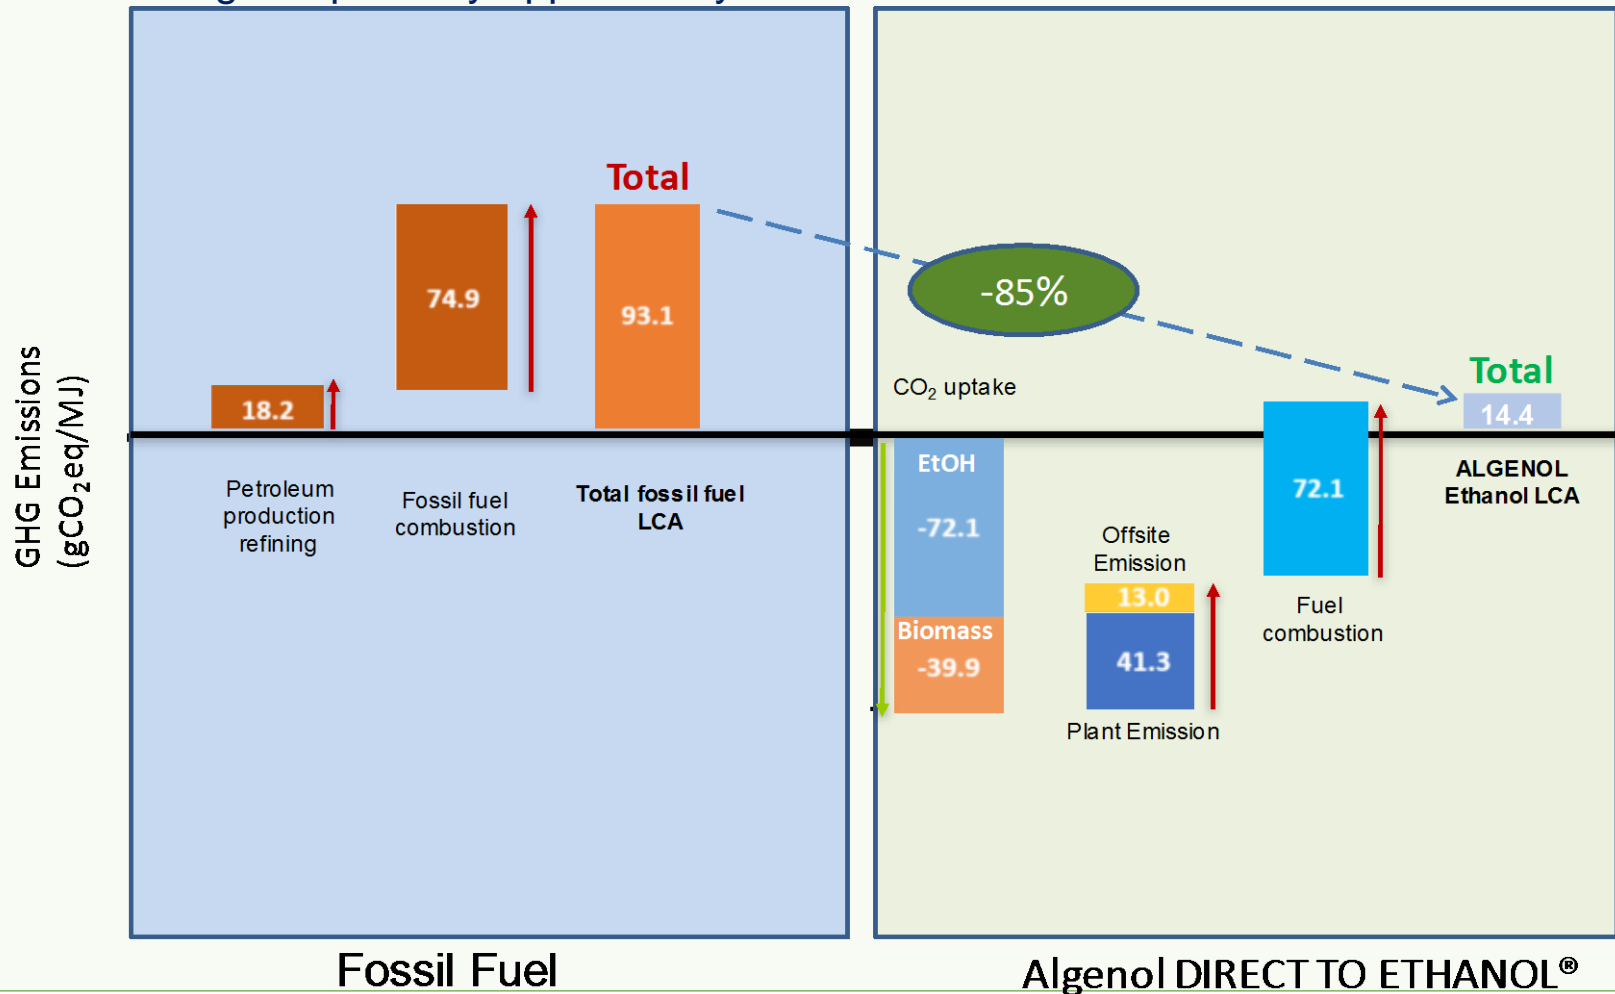 GHG Emissions
(gCO₂eq/MJ)
Total
74.9
93.1
18.2
Petroleum
production
refining
Fossil fuel
combustion
Total fossil fuel
LCA
Fossil Fuel
-85%
CO₂ uptake
EtOH
-72.1
Biomass
-39.9
Offsite
Emission
13.0
41.3
Plant Emission
72.1
Fuel
combustion
Total
14.4
ALGENOL
Ethanol LCA
Algenol DIRECT TO ETHANOL®